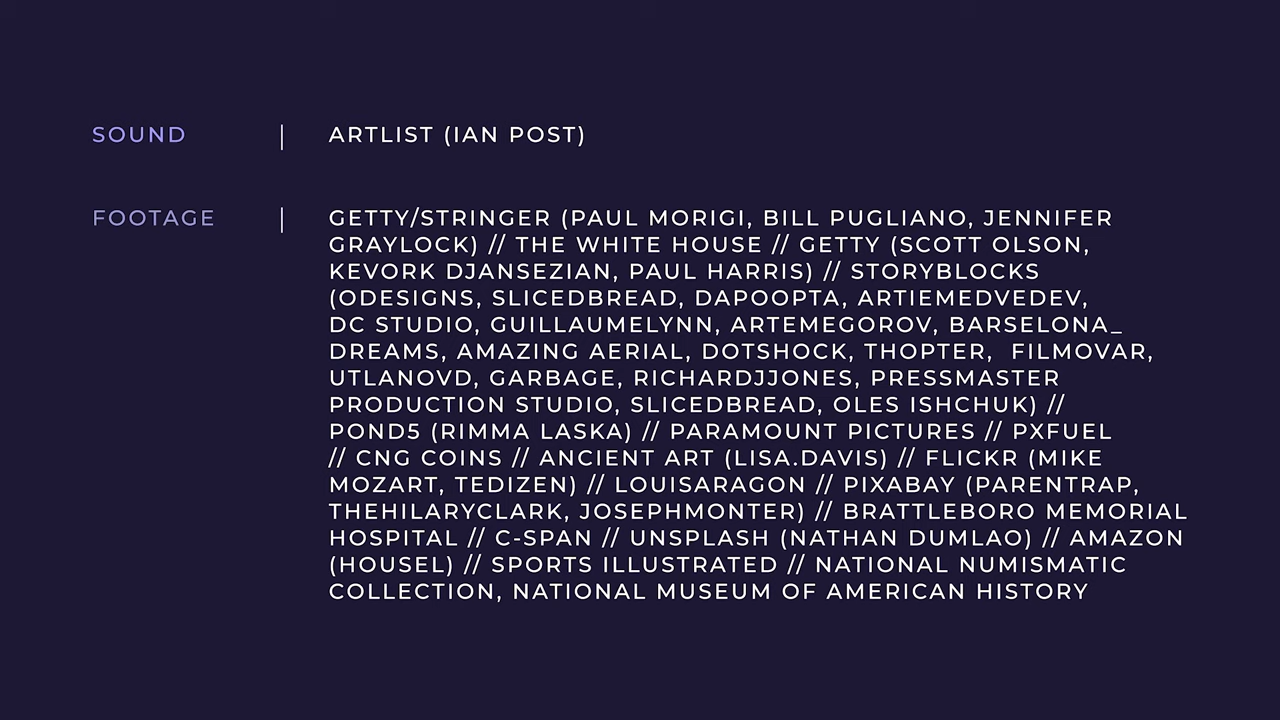 SOUND | ARTLIST (IAN POST)
FOOTAGE | GETTY/STRINGER (PAUL MORIGI, BILL PUGLIANO, JENNIFER
GRAYLOCK) // THE WHITE HOUSE // GETTY (SCOTT OLSON,
KEVORK DJANSEZIAN, PAUL HARRIS) // STORYBLOCKS
(ODESIGNS, SLICEDBREAD, DAPOOPTA, ARTIEMEDVEDEV,
DC STUDIO, GUILLAUMELYNN, ARTEMEGOROV, BARSELONA_
DREAMS, AMAZING AERIAL, DOTSHOCK, THOPTER,  FILMOVAR,
UTLANOVD, GARBAGE, RICHARDJJONES, PRESSMASTER
PRODUCTION STUDIO, SLICEDBREAD, OLES ISHCHUK) //
POND5 (RIMMA LASKA) // PARAMOUNT PICTURES // PXFUEL
// CNG COINS // ANCIENT ART (LISA.DAVIS) // FLICKR (MIKE
MOZART, TEDIZEN) // LOUISARAGON // PIXABAY (PARENTRAP,
THEHILARYCLARK, JOSEPHMONTER) // BRATTLEBORO MEMORIAL
HOSPITAL // C-SPAN // UNSPLASH (NATHAN DUMLAO) // AMAZON
(HOUSEL) // SPORTS ILLUSTRATED // NATIONAL NUMISMATIC
COLLECTION, NATIONAL MUSEUM OF AMERICAN HISTORY